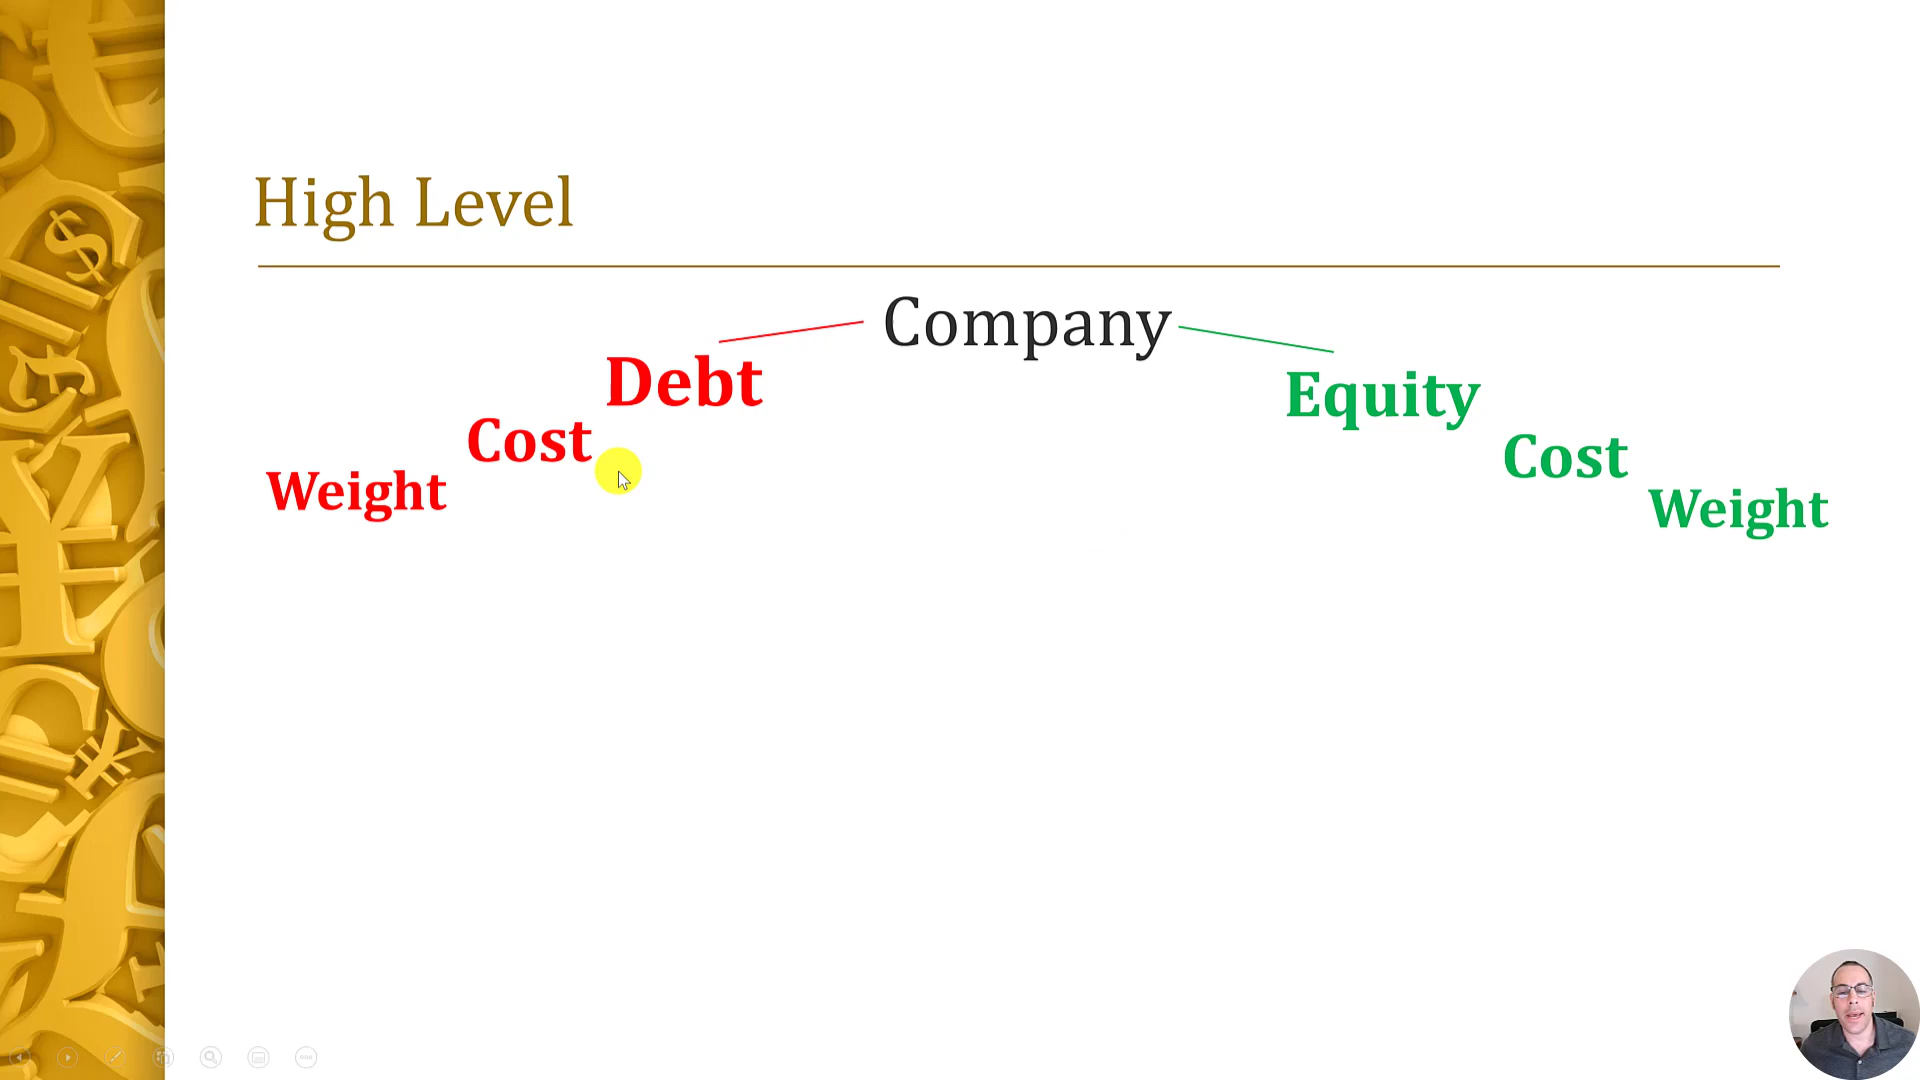 High Level
Company
Debt
Equity
Cost
Cost
Weight
Weight